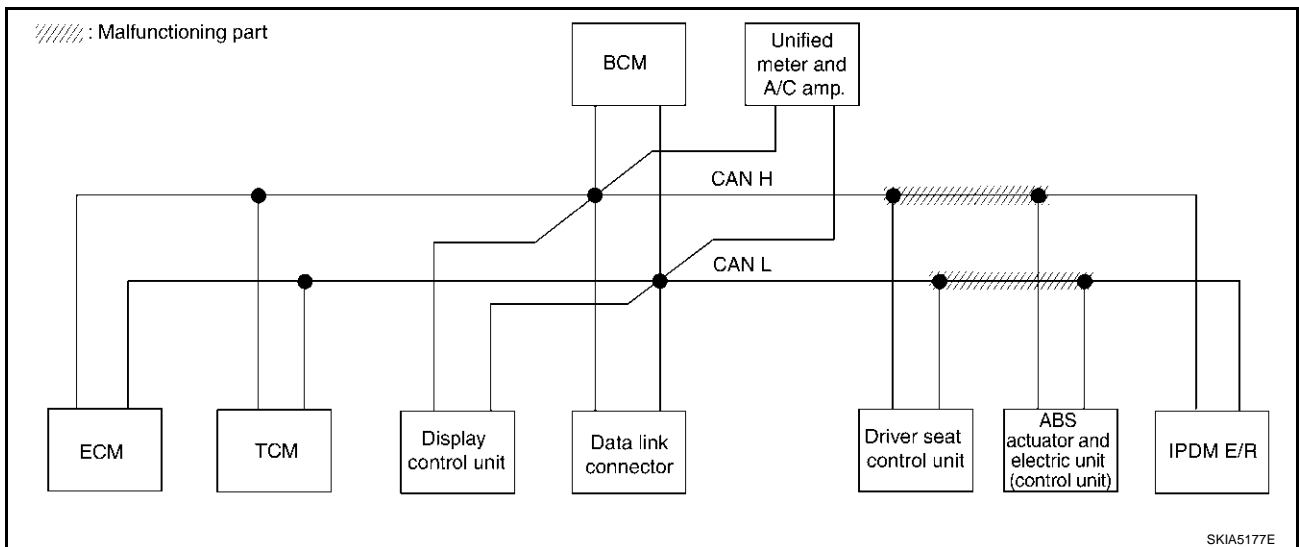 : Malfunctioning part
BCM
Unified
meter and
A/C amp.
CAN H
CAN L
ECM
TCM
Display
control unit
Data link
connector
Driver seat
control unit
ABS
actuator and
electric unit
(control unit)
IPDM E/R
SKIA5177E